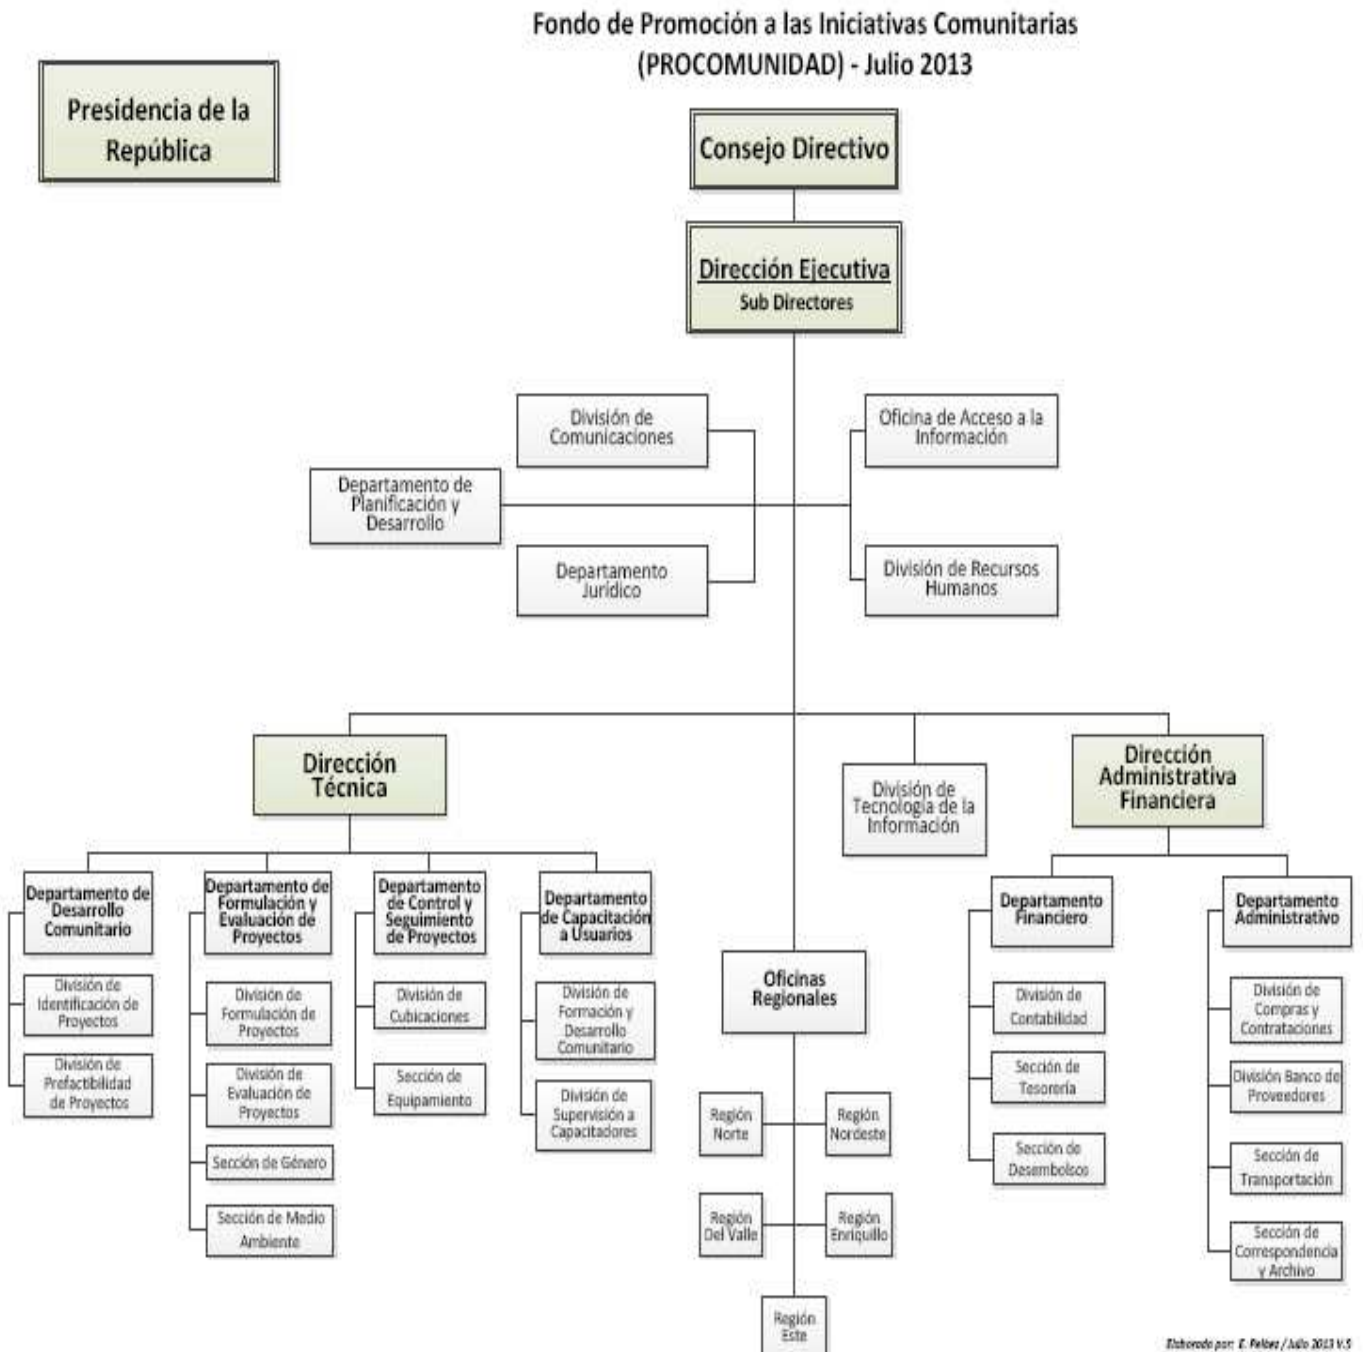 Fondo de Promoción a las Iniciativas Comunitarias
(PROCOMUNIDAD) - Julio 2013
Presidencia de la
República
Consejo Directivo
Dirección Ejecutiva
Sub Directores
División de
Comunicaciones
Oficina de Acceso a la
Información
Departamento de
Planificación y
Desarrollo
Departamento
Jurídico
División de Recursos
Humanos
Dirección
Técnica
División de
Tecnología de la
Información
Dirección
Administrativa
Financiera
Departamento de
Desarrollo
Comunitario
División de
Identificación de
Proyectos
División de
Prefactibilidad
de Proyectos
Departamento de
Formulación y
Evaluación de
Proyectos
División de
Formulación de
Proyectos
División de
Evaluación de
Proyectos
Sección de Género
Sección de Medio
Ambiente
Departamento
de Control y
Seguimiento
de Proyectos
División de
Cubicaciones
Sección de
Equipamiento
Departamento
de Capacitación
a Usuarios
División de
Formación y
Desarrollo
Comunitario
División de
Supervisión a
Capacitadores
Oficinas
Regionales
Región
Norte
Región
Nordeste
Región
Del Valle
Región
Enriquillo
Región
Este
Departamento
Financiero
División de
Contabilidad
Sección de
Tesorería
Sección de
Desembolsos
Departamento
Administrativo
División de
Compras y
Contrataciones
División Banco de
Proveedores
Sección de
Transportación
Sección de
Correspondencia
y Archivo
Elaborado por: E. / Julio 2013 V.S